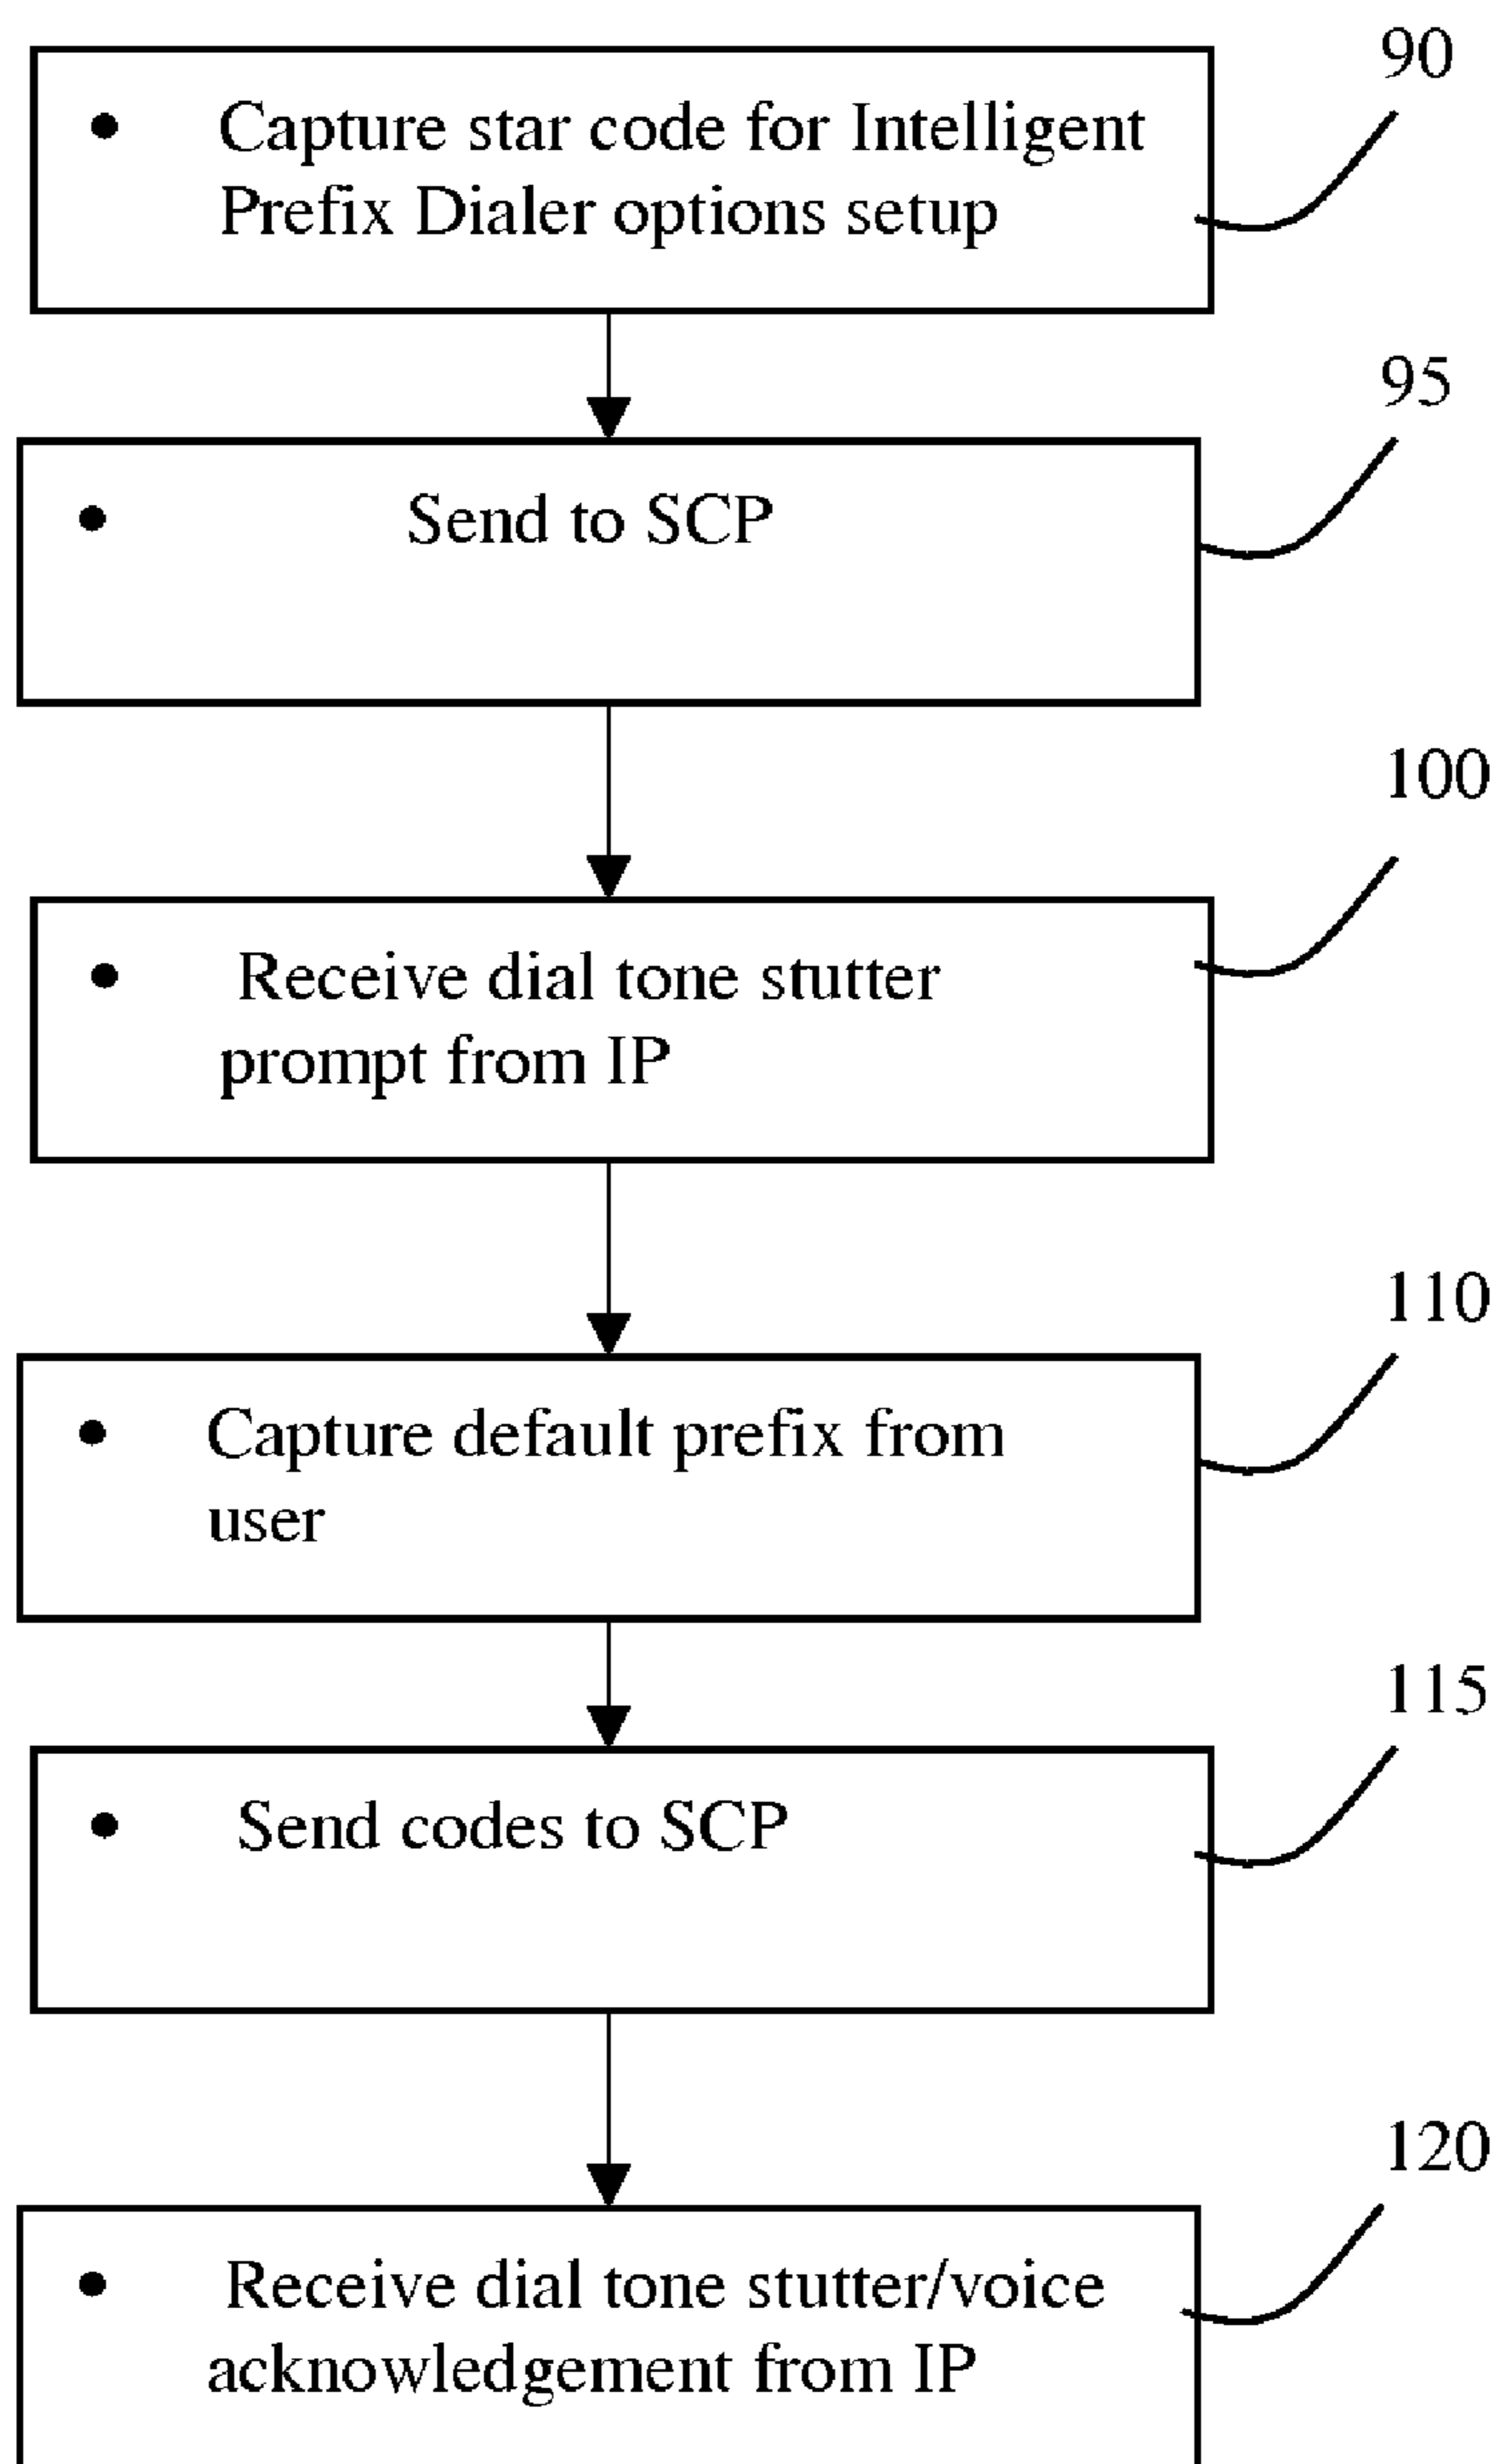 90
• Capture star code for Intelligent
Prefix Dialer options setup
95
• Send to SCP
100
• Receive dial tone stutter
prompt from IP
110
• Capture default prefix from
user
115
• Send codes to SCP
120
• Receive dial tone stutter/voice
acknowledgement from IP